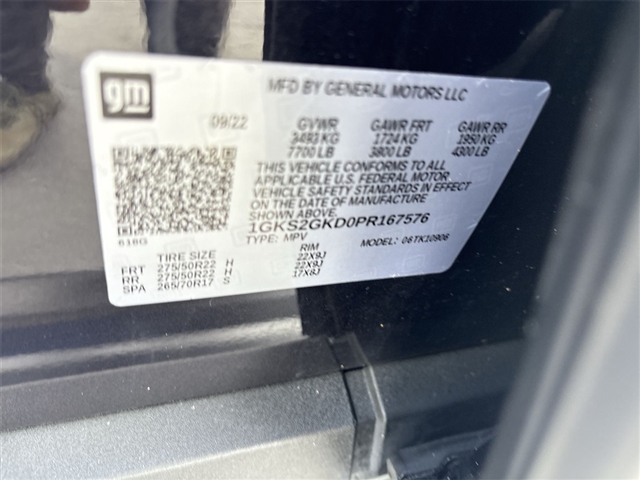 gm
MFD BY GENERAL MOTORS LLC
09/22 GVWR GAWR FRT GAWR RR
3493 KG 1724 KG 1950 KG
7700 LB 3800 LB 4300 LB
THIS VEHICLE CONFORMS TO ALL
APPLICABLE U.S. FEDERAL MOTOR
VEHICLE SAFETY STANDARDS IN EFFECT
ON THE DATE OF MANUFACTURE
SHOWN ABOVE.
1GKS2GKD0PR167576
TYPE: MPV MODEL: 06TK10906
618G
TIRE SIZE RIM
FRT 275/50R22 H 22X9J
RR 275/50R22 H 22X9J
SPA 265/70R17 S 17X8J